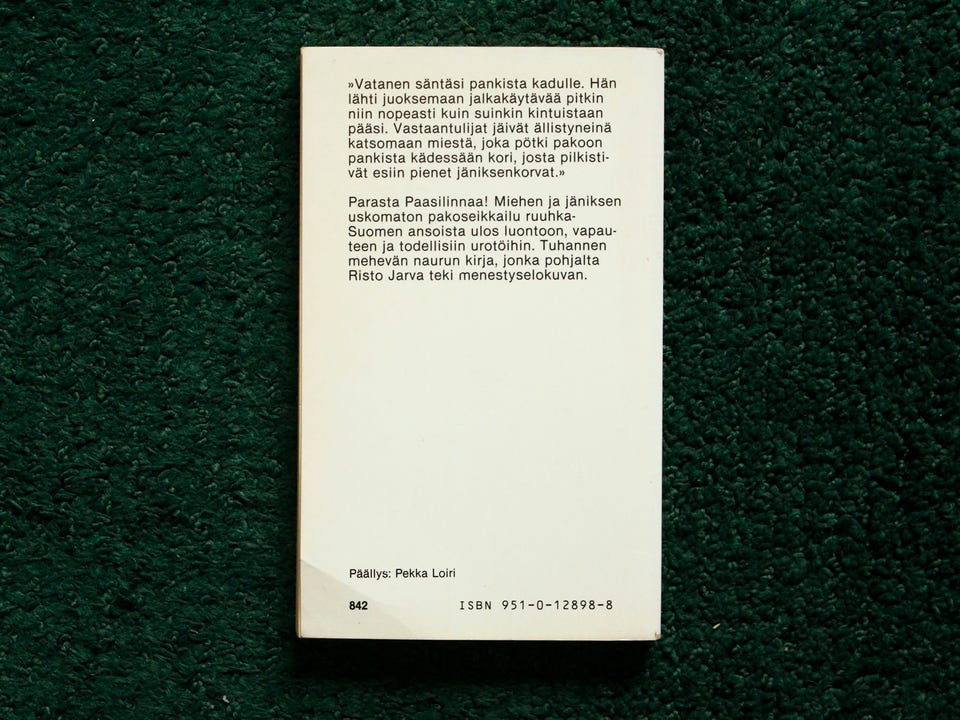 »Vatanen säntäsi pankista kadulle. Hän
lähti juoksemaan jalkakäytävää pitkin
niin nopeasti kuin suinkin kintuistaan
pääsi. Vastaantulijat jäivät ällistyneinä
katsomaan miestä, joka pötki pakoon
pankista kädessään kori, josta pilkisti-
vät esiin pienet jäniksenkorvat.»
Parasta Paasilinnaa! Miehen ja jäniksen
uskomaton pakoseikkailu ruuhka-
Suomen ansoista ulos luontoon, vapau-
teen ja todellisiin urotöihin. Tuhannen
mehevän naurun kirja, jonka pohjalta
Risto Jarva teki menestyselokuvan.
Päällys: Pekka Loiri
842 ISBN 951-0-12898-8